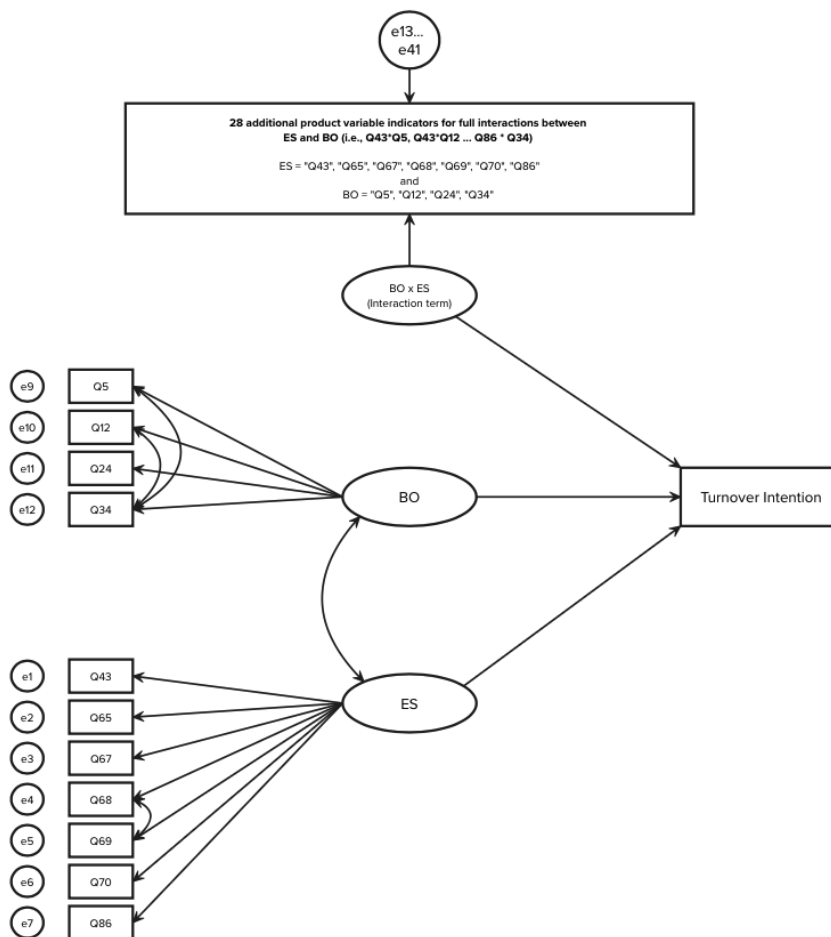 e13...
e41
28 additional product variable indicators for full interactions between
ES and BO (i.e., Q43*Q5, Q43*Q12 ... Q86 * Q34)
ES = "Q43", "Q65", "Q67", "Q68", "Q69", "Q70", "Q86"
and
BO = "Q5", "Q12", "Q24", "Q34"
BO x ES
(Interaction term)
e9
Q5
e10
Q12
e11
Q24
e12
Q34
BO
Turnover Intention
e1
Q43
e2
Q65
e3
Q67
e4
Q68
e5
Q69
e6
Q70
e7
Q86
ES